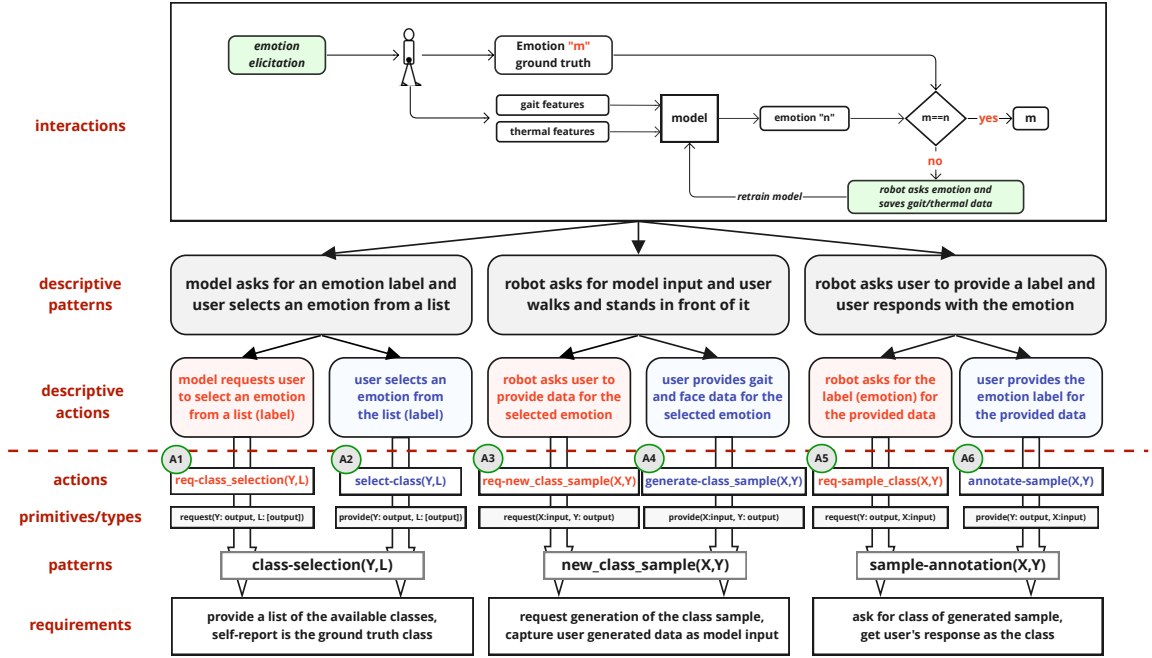 interactions
emotion
elicitation
Emotion "m"
ground truth
gait features
thermal features
model
emotion "n"
m==n
yes
m
no
robot asks emotion and
saves gait/thermal data
retrain model
descriptive
patterns
model asks for an emotion label and
user selects an emotion from a list
robot asks for model input and user
walks and stands in front of it
robot asks user to provide a label and
user responds with the emotion
descriptive
actions
model requests user
to select an emotion
from a list (label)
user selects an
emotion from
the list (label)
robot asks user to
provide data for the
selected emotion
user provides gait
and face data for the
selected emotion
robot asks for the
label (emotion) for
the provided data
user provides the
emotion label for
the provided data
A1
A2
A3
A4
A5
A6
actions
req-class_selection(Y,L)
select-class(Y,L)
req-new_class_sample(X,Y)
generate-class_sample(X,Y)
req-sample_class(X,Y)
annotate-sample(X,Y)
primitives/types
request(Y: output, L: [output])
provide(Y: output, L: [output])
request(X:input, Y: output)
provide(X:input, Y: output)
request(Y: output, X:input)
provide(Y: output, X:input)
patterns
class-selection(Y,L)
new_class_sample(X,Y)
sample-annotation(X,Y)
requirements
provide a list of the available classes,
self-report is the ground truth class
request generation of the class sample,
capture user generated data as model input
ask for class of generated sample,
get user's response as the class